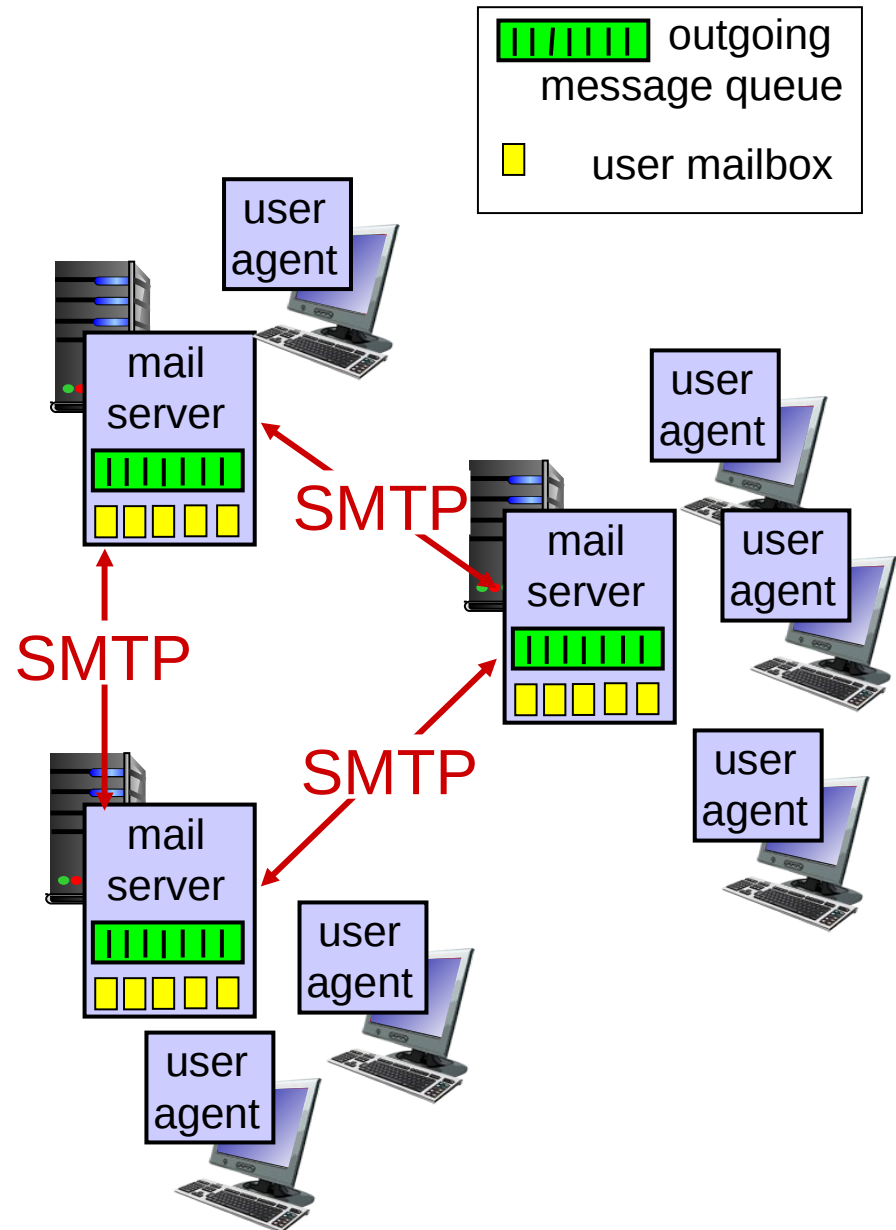 outgoing
message queue
user mailbox
user
agent
mail
server
SMTP
user
agent
mail
server
user
agent
SMTP
SMTP
user
agent
mail
server
user
agent
user
agent